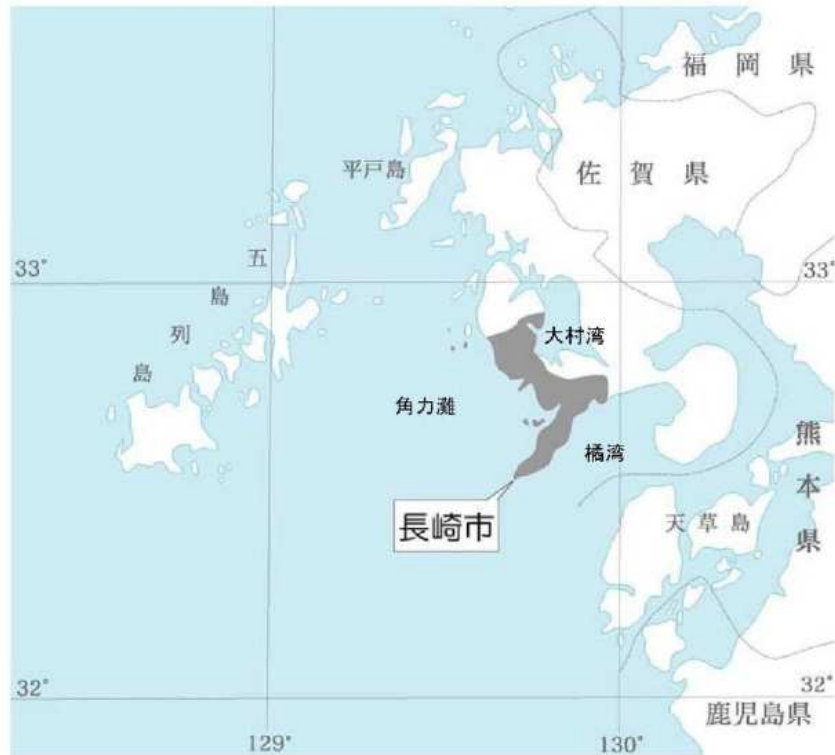 福岡県
平戸島
佐賀県
五島列島
33°
33°
大村湾
角力灘
橘湾
熊本県
長崎市
天草島
32°
32°
鹿児島県
129°
130°